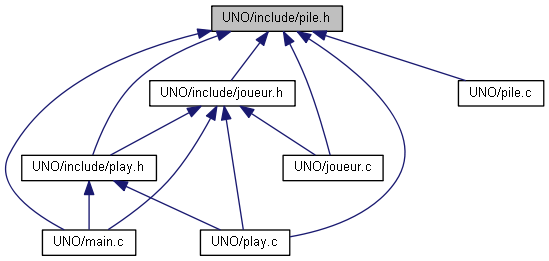 UNO/include/pile.h
UNO/include/joueur.h
UNO/pile.c
UNO/include/play.h
UNO/joueur.c
UNO/main.c
UNO/play.c